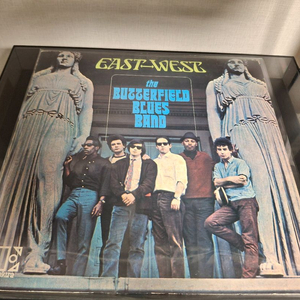 EAST-WEST
the
BUTTERFIELD
BLUES
BAND